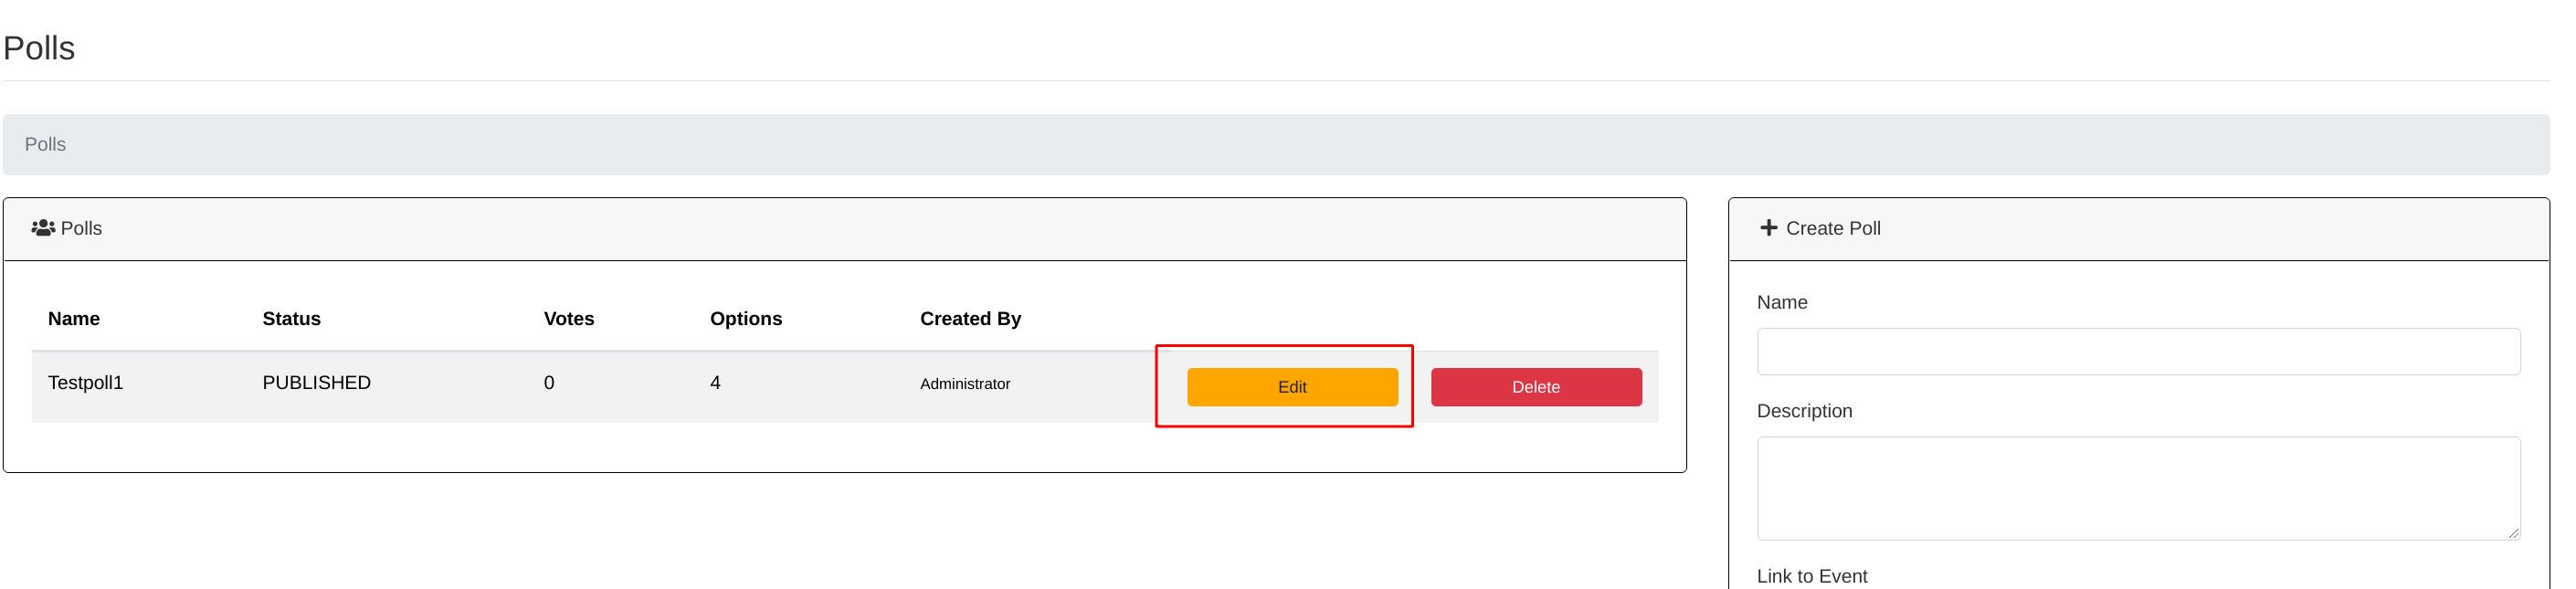 Polls
Polls
Polls
Name Status Votes Options Created By
Testpoll1 PUBLISHED 0 4 Administrator Edit Delete
Create Poll
Name
Description
Link to Event